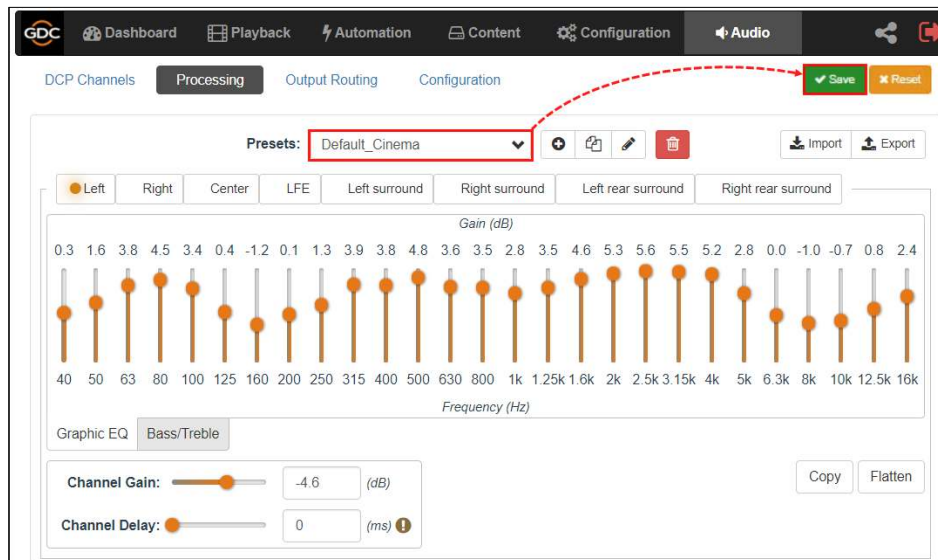 GDC Dashboard Playback Automation Content Configuration Audio
DCP Channels Processing Output Routing Configuration Save Reset
Presets: Default_Cinema Import Export
Left Right Center LFE Left surround Right surround Left rear surround Right rear surround
Gain (dB)
0.3 1.6 3.8 4.5 3.4 0.4 -1.2 0.1 1.3 3.9 3.8 4.8 3.6 3.5 2.8 3.5 4.6 5.3 5.6 5.5 5.2 2.8 0.0 -1.0 -0.7 0.8 2.4
40 50 63 80 100 125 160 200 250 315 400 500 630 800 1k 1.25k 1.6k 2k 2.5k 3.15k 4k 5k 6.3k 8k 10k 12.5k 16k
Frequency (Hz)
Graphic EQ Bass/Treble
Channel Gain: -4.6 (dB) Copy Flatten
Channel Delay: 0 (ms)